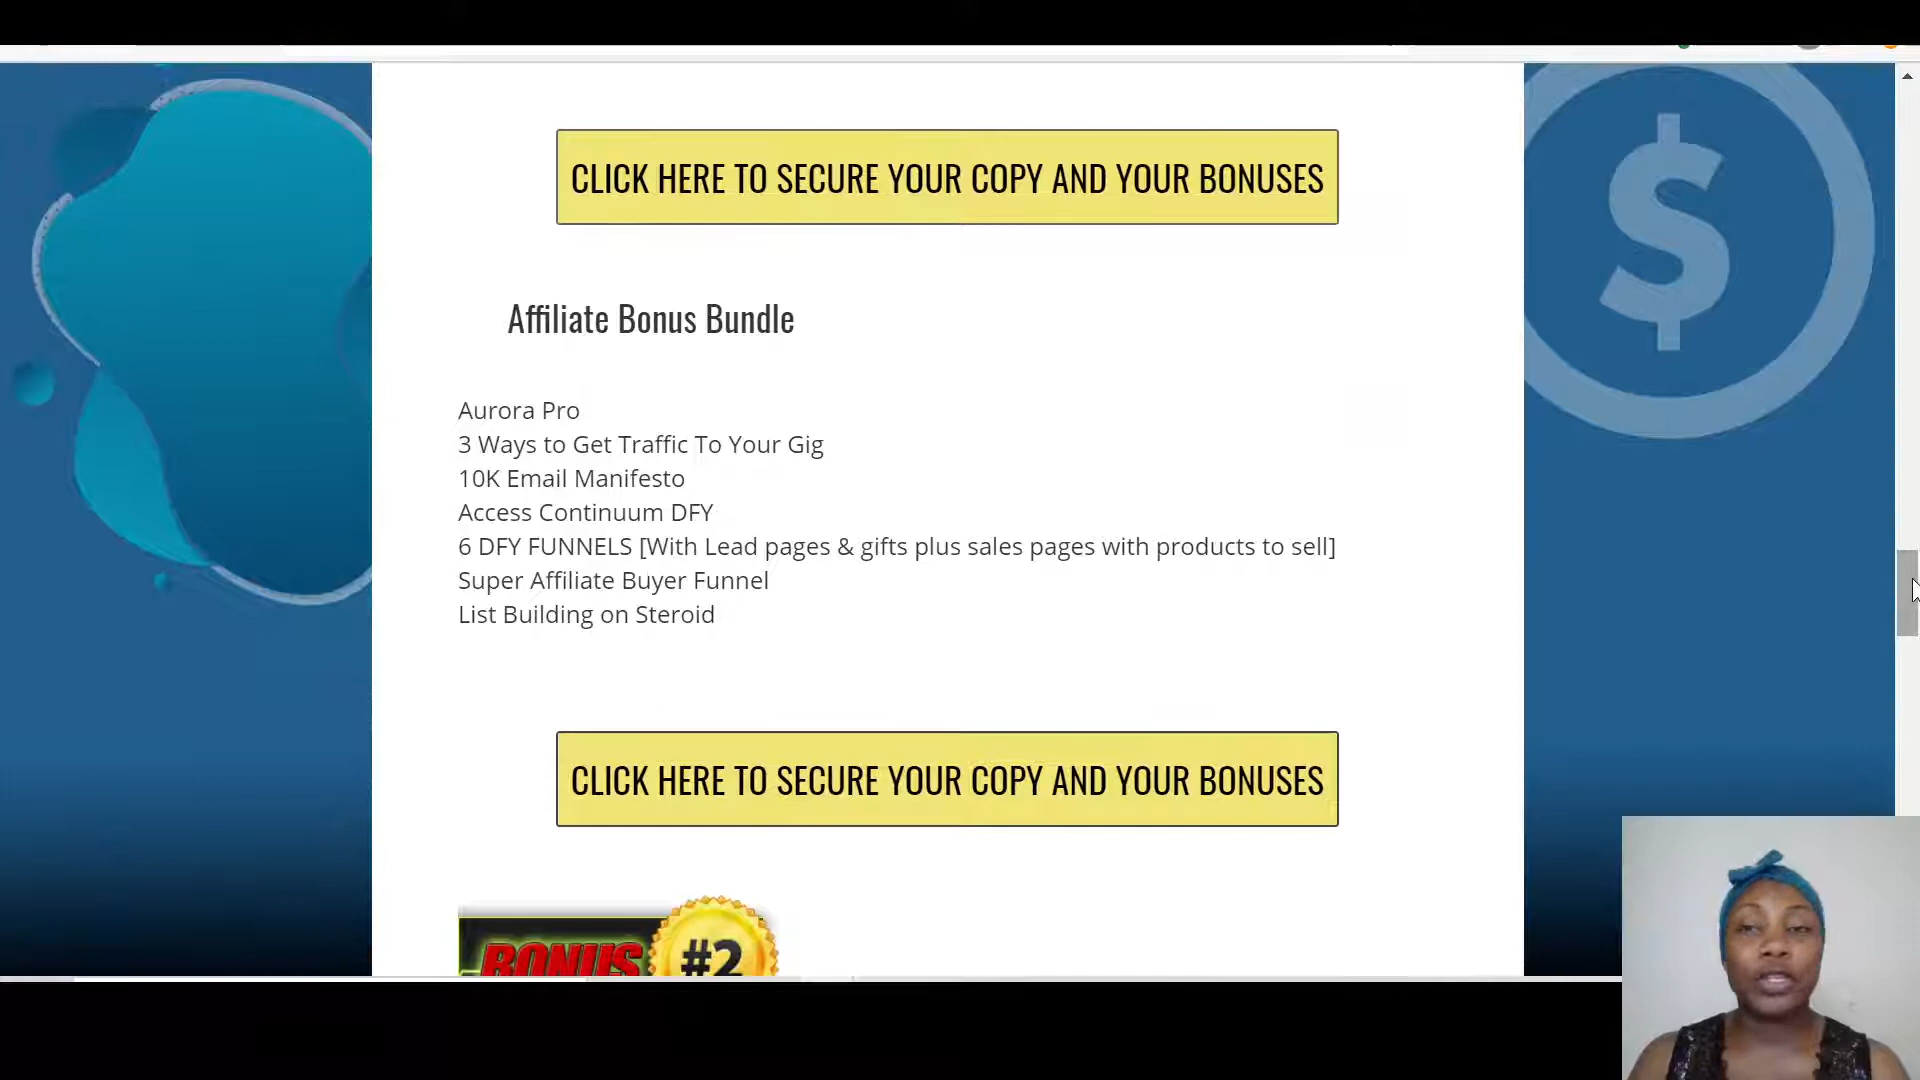 CLICK HERE TO SECURE YOUR COPY AND YOUR BONUSES
Affiliate Bonus Bundle
Aurora Pro
3 Ways to Get Traffic To Your Gig
10K Email Manifesto
Access Continuum DFY
6 DFY FUNNELS [With Lead pages & gifts plus sales pages with products to sell]
Super Affiliate Buyer Funnel
List Building on Steroid
CLICK HERE TO SECURE YOUR COPY AND YOUR BONUSES
BONUS #2